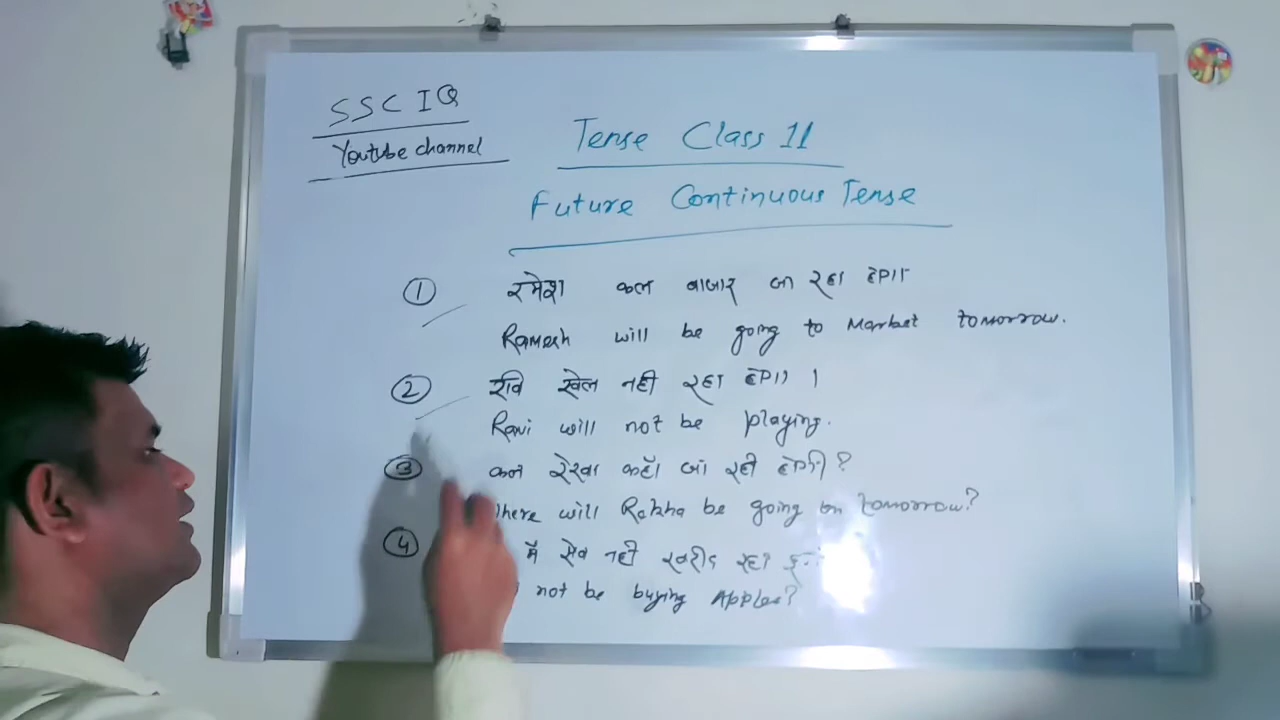 SSC IQ
Youtube channel
Tense Class 11
Future Continuous Tense
① रमेश कल बाजार जा रहा होगा
Ramesh will be going to Market tomorrow.
② रवि खेल नही रहा होगा ।
Ravi will not be playing.
③ कल रेखा कहाँ जा रही होगी?
will Rekha be going on tomorrow?
④ मैं सेव नही खरीद रहा
not be buying Apples?